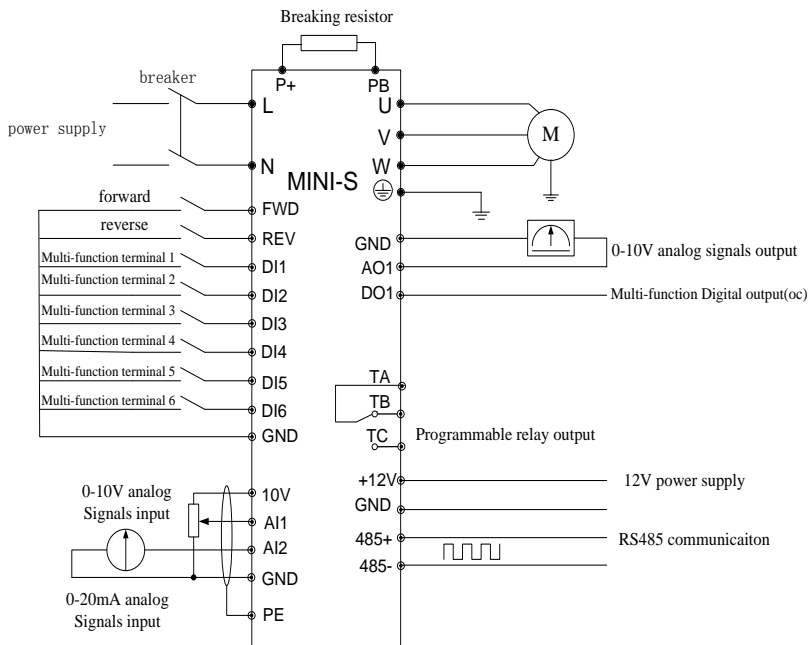 Breaking resistor
P+
PB
breaker
L
U
power supply
V
M
N
W
MINI-S
forward
FWD
reverse
REV
GND
0-10V analog signals output
Multi-function terminal 1
DI1
AO1
Multi-function terminal 2
DI2
DO1
Multi-function Digital output(oc)
Multi-function terminal 3
DI3
Multi-function terminal 4
DI4
Multi-function terminal 5
DI5
TA
Multi-function terminal 6
DI6
TB
GND
TC
Programmable relay output
0-10V analog
Signals input
10V
+12V
12V power supply
AI1
GND
AI2
485+
RS485 communicaiton
GND
485-
0-20mA analog
Signals input
PE